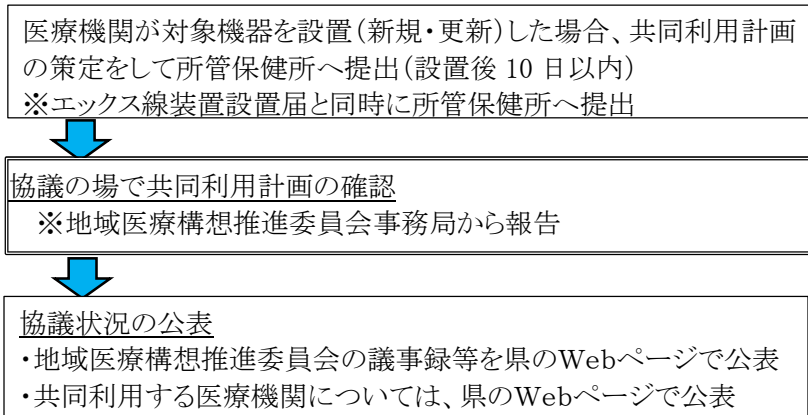 医療機関が対象機器を設置(新規・更新)した場合、共同利用計画
の策定をして所管保健所へ提出(設置後 10 日以内)
※エックス線装置設置届と同時に所管保健所へ提出
協議の場で共同利用計画の確認
※地域医療構想推進委員会事務局から報告
協議状況の公表
・地域医療構想推進委員会の議事録等を県のWebページで公表
・共同利用する医療機関については、県のWebページで公表